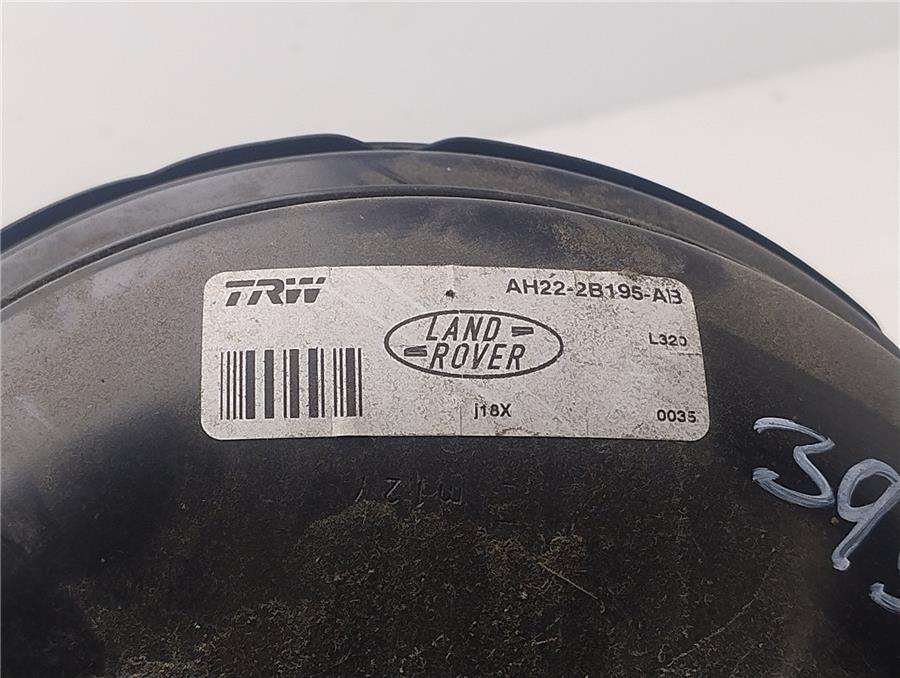 TRW
AH22-2B195-AB
LAND
ROVER
L320
j18X
0035